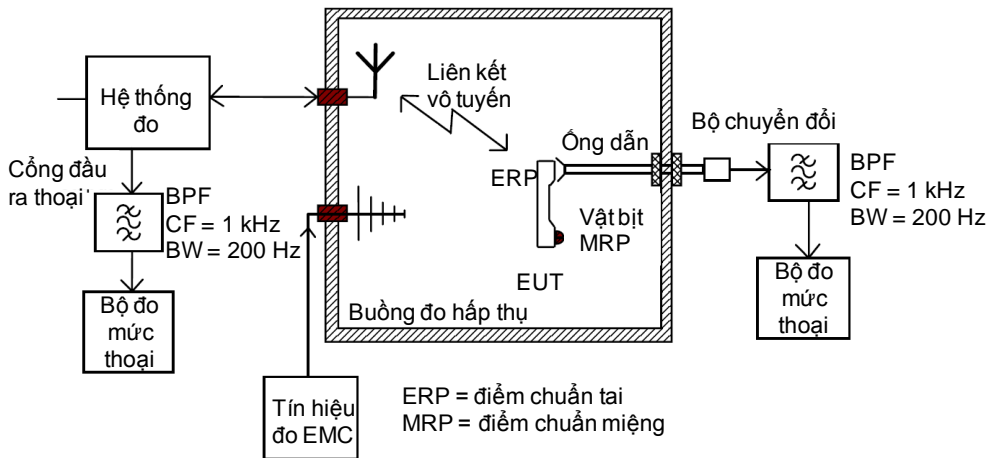 Hệ thống
đo
Cổng đầu
ra thoại
BPF
CF = 1 kHz
BW = 200 Hz
Bộ đo
mức
thoại
Tín hiệu
đo EMC
Liên kết
vô tuyến
Ống dẫn
ERP
Vật bịt
MRP
EUT
Buồng đo hấp thụ
Bộ chuyển đổi
BPF
CF = 1 kHz
BW = 200 Hz
Bộ đo
mức
thoại
ERP = điểm chuẩn tai
MRP = điểm chuẩn miệng